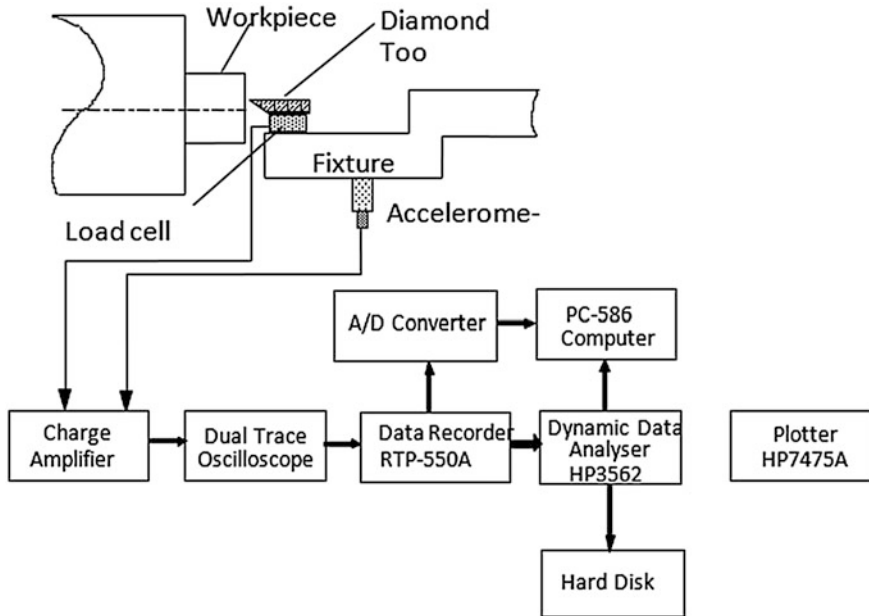 Workpiece
Diamond
Too
Fixture
Load cell
Accelerome-
A/D Converter
PC-586
Computer
Charge
Amplifier
Dual Trace
Oscilloscope
Data Recorder
RTP-550A
Dynamic Data
Analyser
HP3562
Plotter
HP7475A
Hard Disk